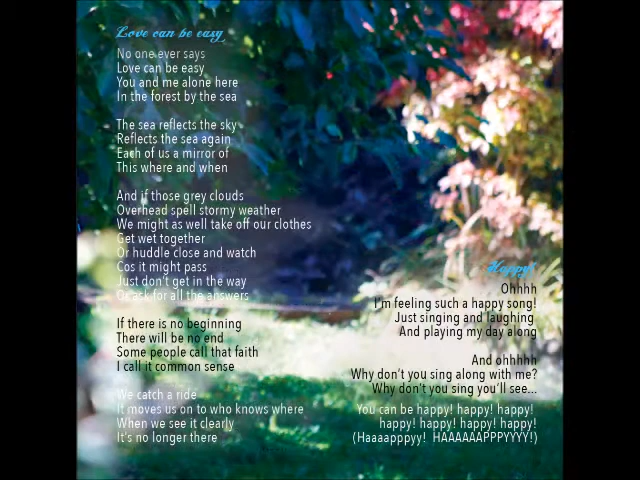 Love can be easy
No one ever says
Love can be easy
You and me alone here
In the forest by the sea
The sea reflects the sky
Reflects the sea again
Each of us a mirror of
This where and when
And if those grey clouds
Overhead spell stormy weather
We might as well take off our clothes
Get wet together
Or huddle close and watch
Cos it might pass
Just don't get in the way
Or ask for all the answers
If there is no beginning
There will be no end
Some people call that faith
I call it common sense
We catch a ride
It moves us on to who knows where
When we see it clearly
It's no longer there
Happy!
Ohhhh
I'm feeling such a happy song!
Just singing and laughing
And playing my day along
And ohhhhh
Why don't you sing along with me?
Why don't you sing you'll see...
You can be happy! happy! happy!
happy! happy! happy! happy!
(Haaaapppyy! HAAAAAAPPPYYYY!)